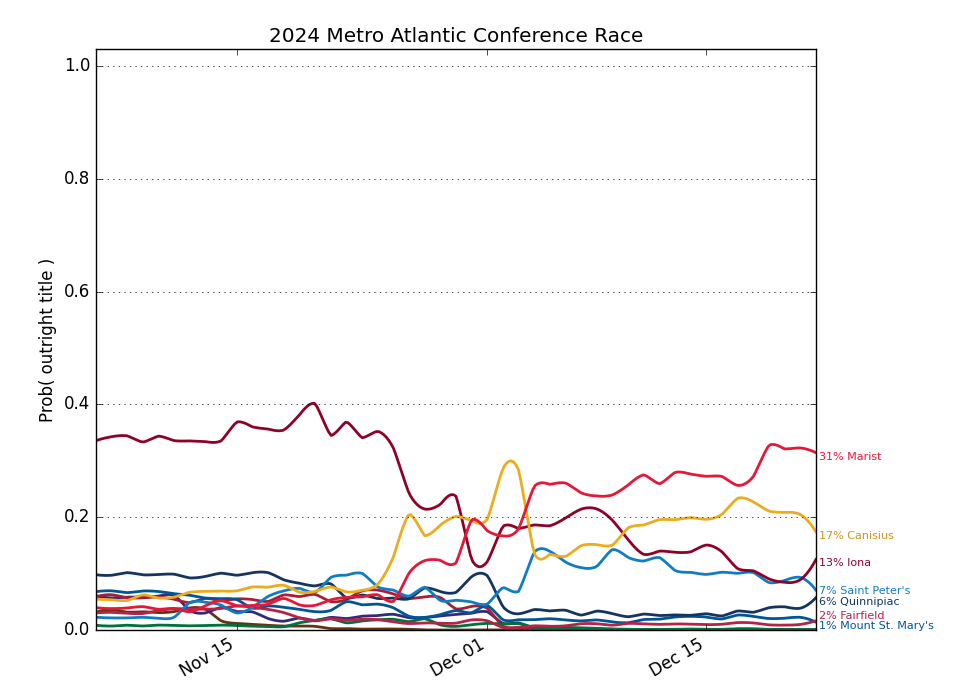 2024 Metro Atlantic Conference Race
Prob( outright title )
1.0
0.8
0.6
0.4
0.2
0.0
Nov 15
Dec 01
Dec 15
31% Marist
17% Canisius
13% Iona
7% Saint Peter's
6% Quinnipiac
2% Fairfield
1% Mount St. Mary's